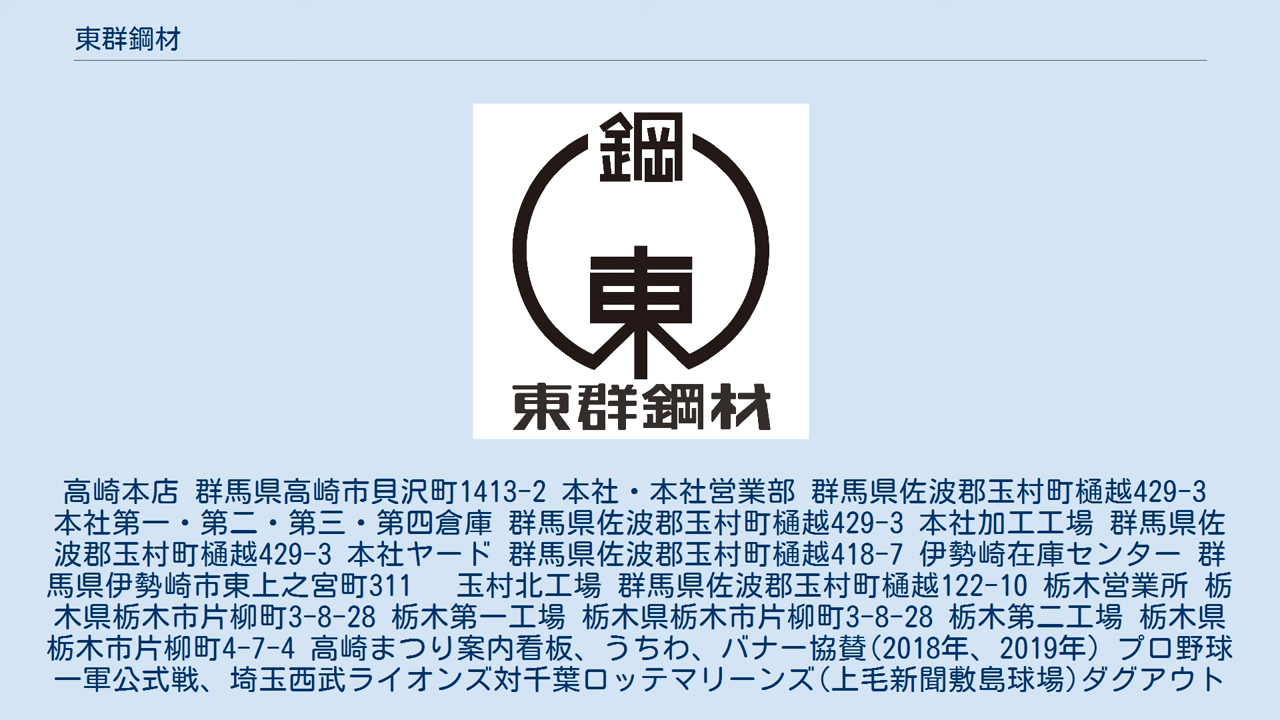 東群鋼材
鋼
東
東群鋼材
高崎本店 群馬県高崎市貝沢町1413-2 本社・本社営業部 群馬県佐波郡玉村町樋越429-3
本社第一・第二・第三・第四倉庫 群馬県佐波郡玉村町樋越429-3 本社加工工場 群馬県佐
波郡玉村町樋越429-3 本社ヤード 群馬県佐波郡玉村町樋越418-7 伊勢崎在庫センター 群
馬県伊勢崎市東上之宮町311 玉村北工場 群馬県佐波郡玉村町樋越122-10 栃木営業所 栃
木県栃木市片柳町3-8-28 栃木第一工場 栃木県栃木市片柳町3-8-28 栃木第二工場 栃木県
栃木市片柳町4-7-4 高崎まつり案内看板、うちわ、バナー協賛(2018年、2019年) プロ野球
一軍公式戦、埼玉西武ライオンズ対千葉ロッテマリーンズ(上毛新聞敷島球場)ダグアウト